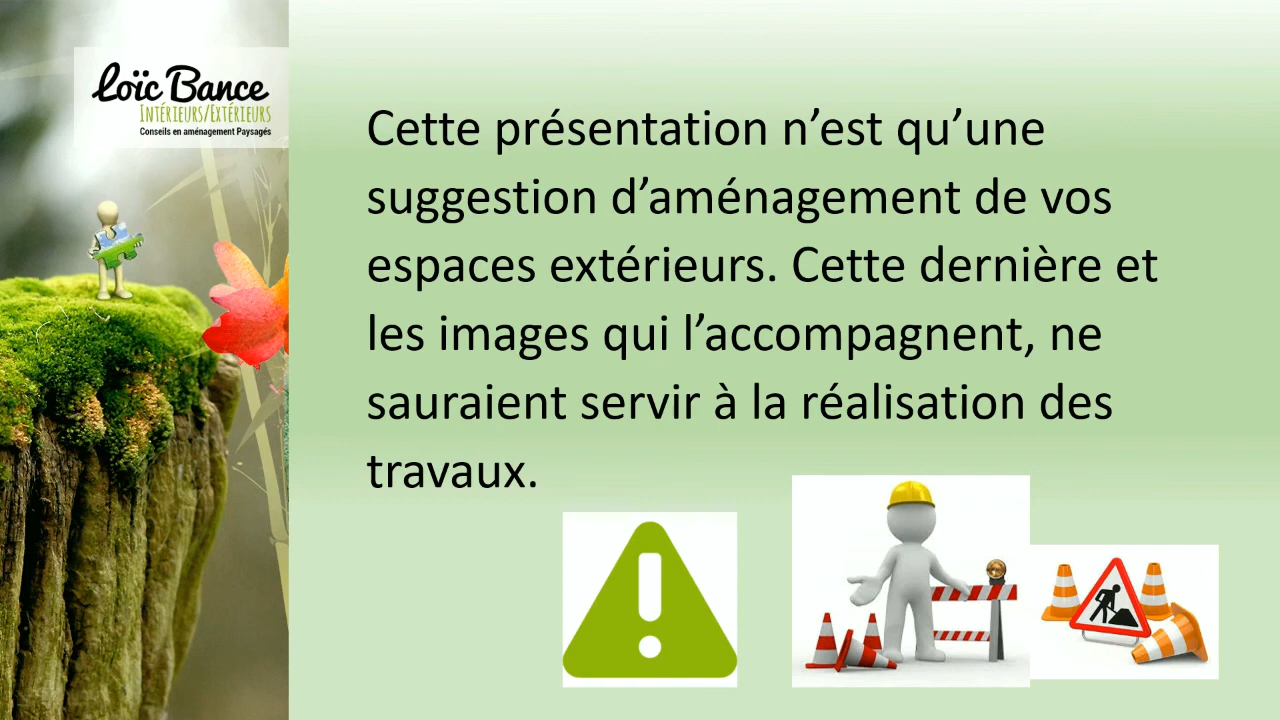 Loïc Bance
INTÉRIEURS/EXTÉRIEURS
Conseils en aménagement Paysagés
Cette présentation n’est qu’une
suggestion d’aménagement de vos
espaces extérieurs. Cette dernière et
les images qui l’accompagnent, ne
sauraient servir à la réalisation des
travaux.